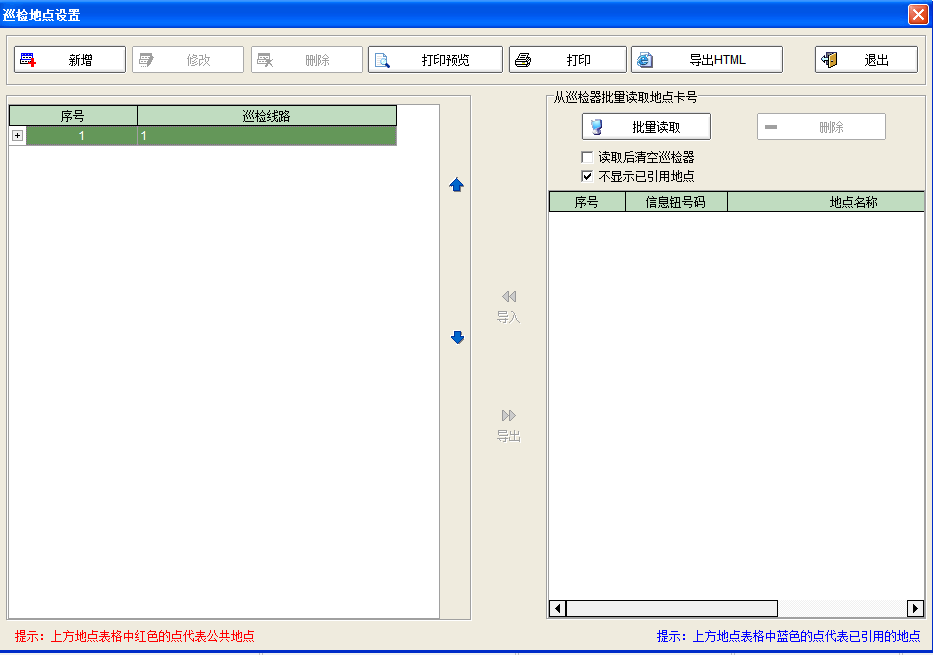 巡检地点设置
新增 修改 删除 打印预览 打印 导出HTML 退出
从巡检器批量读取地点卡号
批量读取 删除
读取后清空巡检器
不显示已引用地点
序号 巡检线路
1 1
导入
导出
序号 信息钮号码 地点名称
提示：上方地点表格中红色的点代表公共地点
提示：上方地点表格中蓝色的点代表已引用的地点